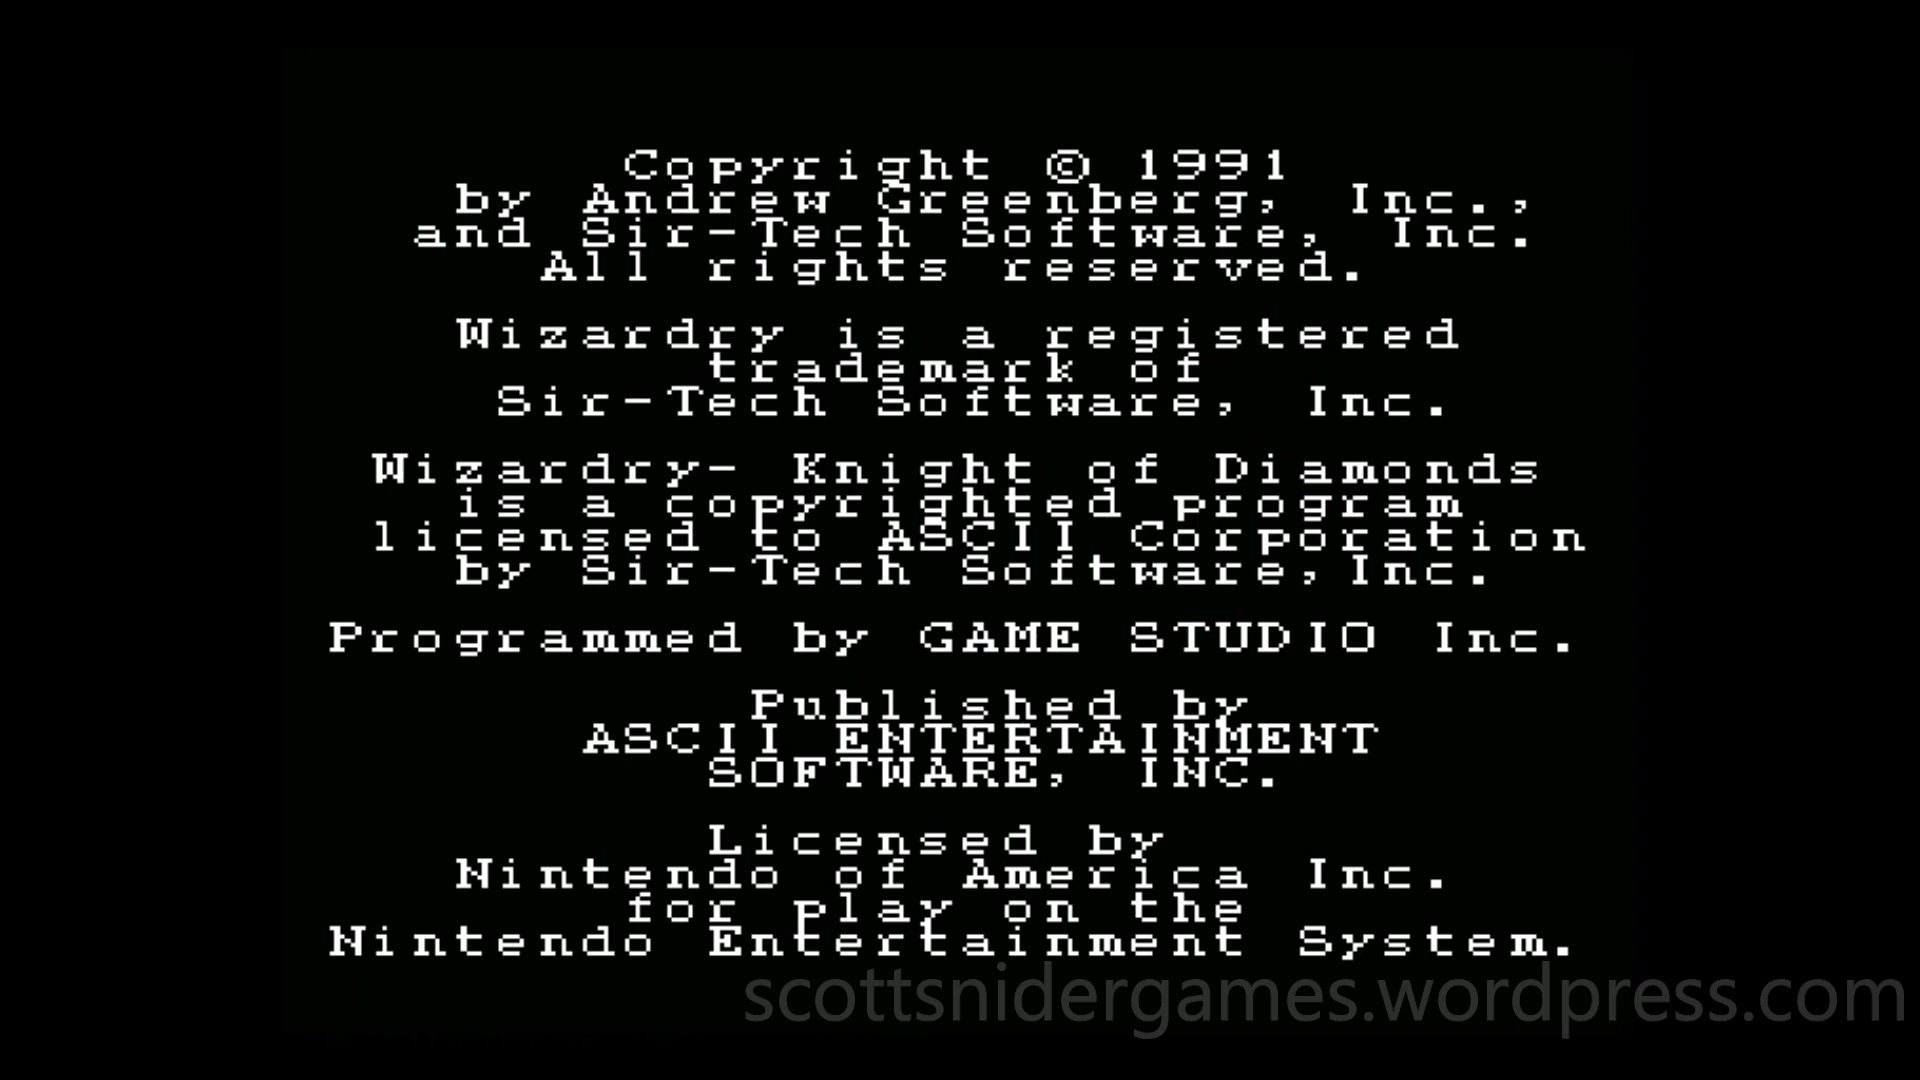 Copyright © 1991
by Andrew Greenberg, Inc.,
and Sir-Tech Software, Inc.
All rights reserved.
Wizardry is a registered
trademark of
Sir-Tech Software, Inc.
Wizardry- Knight of Diamonds
is a copyrighted program
licensed to ASCII Corporation
by Sir-Tech Software,Inc.
Programmed by GAME STUDIO Inc.
Published by
ASCII ENTERTAINMENT
SOFTWARE, INC.
Licensed by
Nintendo of America Inc.
for play on the
Nintendo Entertainment System.
scottsnidergames.wordpress.com